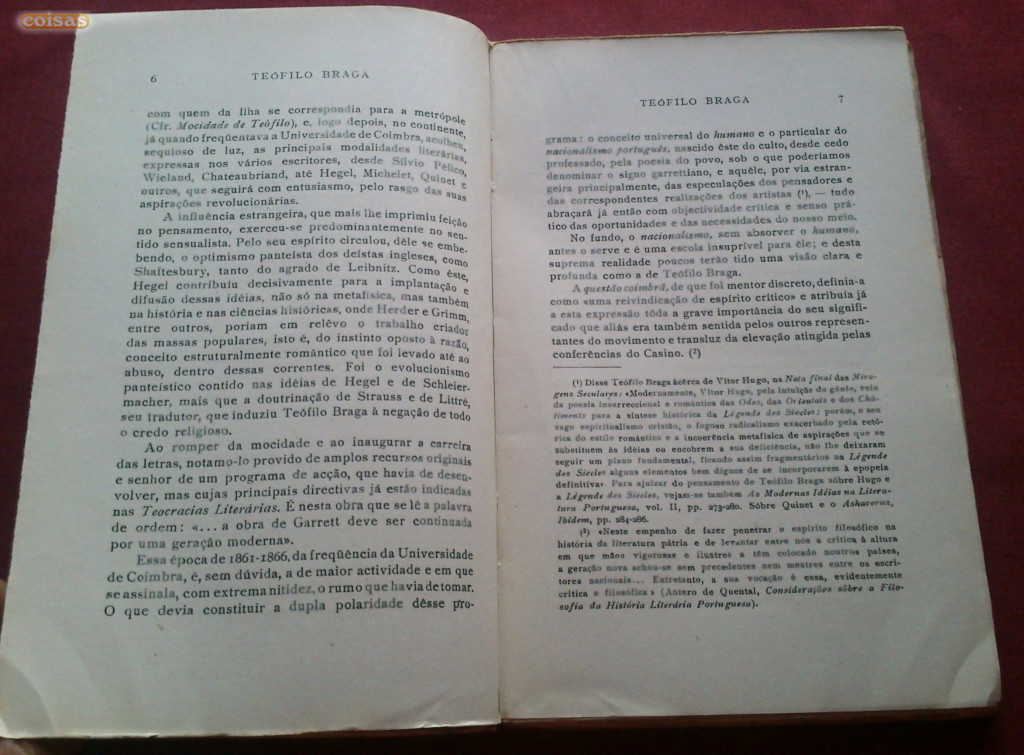 coisas
6
TEÓFILO BRAGA
com quem da Ilha se correspondia para a metrópole
(Cfr. Mocidade de Teófilo), e, logo depois, no continente,
já quando freqüentava a Universidade de Coimbra, acolheu,
sequioso de luz, as principais modalidades literárias,
expressas nos vários escritores, desde Sílvio Pélico,
Wieland, Chateaubriand, até Hegel, Michelet, Quinet e
outros, que seguirá com entusiasmo, pelo rasgo das suas
aspirações revolucionárias.
A influência estrangeira, que mais lhe imprimiu feição
no pensamento, exerceu-se predominantemente no sen-
tido sensualista. Pelo seu espírito circulou, dêle se embe-
bendo, o optimismo panteísta dos deístas ingleses, como
Shaftesbury, tanto do agrado de Leibnitz. Como êste,
Hegel contribuíu decisivamente para a implantação e
difusão dessas idéias, não só na metafísica, mas também
na história e nas ciências históricas, onde Herder e Grimm,
entre outros, poriam em relêvo o trabalho criador
das massas populares, isto é, do instinto oposto à razão,
conceito estruturalmente romântico que foi levado até ao
abuso, dentro dessas correntes. Foi o evolucionismo
panteístico contido nas idéias de Hegel e de Schleier-
macher, mais que a doutrinação de Strauss e de Littré,
seu tradutor, que induziu Teófilo Braga à negação de todo
o credo religioso.
Ao romper da mocidade e ao inaugurar a carreira
das letras, notamo-lo provido de amplos recursos originais
e senhor de um programa de acção, que havia de desen-
volver, mas cujas principais directivas já estão indicadas
nas Teocracias Literárias. É nesta obra que se lê a palavra
de ordem: «... a obra de Garrett deve ser continuada
por uma geração moderna».
Essa época de 1861-1866, da freqüência da Universidade
de Coimbra, é, sem dúvida, a de maior actividade e em que
se assinala, com extrema nitidez, o rumo que havia de tomar.
O que devia constituir a dupla polaridade dêsse pro-
TEÓFILO BRAGA
7
grama: o conceito universal do humano e o particular do
nacionalismo português, nascido êste do culto, desde cedo
professado, pela poesia do povo, sob o que poderíamos
denominar o signo garrettiano, e aquêle, por via estran-
geira principalmente, das especulações dos pensadores e
das correspondentes realizações dos artistas (¹), — tudo
abraçará já então com objectividade crítica e senso prá-
tico das oportunidades e das necessidades do nosso meio.
No fundo, o nacionalismo, sem absorver o humano,
antes o serve e é uma escola insuprível para êle; e desta
suprema realidade poucos terão tido uma visão clara e
profunda como a de Teófilo Braga.
A questão coimbrã, de que foi mentor discreto, definia-a
como «uma reivindicação de espírito crítico» e atribuía já
a esta expressão tôda a grave importância do seu signifi-
cado que aliás era também sentida pelos outros represen-
tantes do movimento e transluz da elevação atingida pelas
conferências do Casino. (²)
(¹) Disse Teófilo Braga àcêrca de Vítor Hugo, na Nota final das Mira-
gens Seculares: «Modernamente, Vítor Hugo, pela intuição do génio, veio
da poesia insurreccional e romântica das Odes, das Orientais e dos Châ-
timents para a síntese histórica da Légende des Siècles; porém, o seu
vago espiritualismo cristão, o fogoso radicalismo exacerbado pela retó-
rica do estilo romântico e a incoerência metafísica de aspirações que se
substituem às idéias ou encobrem a sua deficiência, não lhe deixaram
seguir um plano fundamental, ficando assim fragmentários na Légende
des Siècles alguns elementos bem dignos de se incorporarem à epopeia
definitiva». Para ajuizar do pensamento de Teófilo Braga sôbre Hugo e
a Légende des Siècles, vejam-se também As Modernas Idéias na Litera-
tura Portuguesa, vol. II, pp. 273-280. Sôbre Quinet e o Ashaverus,
Ibidem, pp. 284-286.
(²) «Neste empenho de fazer penetrar o espírito filosófico na
história da literatura pátria e de levantar entre nós a crítica à altura
em que mãos vigorosas e ilustres a têm colocado noutros países,
a geração nova achou-se sem precedentes nem mestres entre os escri-
tores nacionais... Entretanto, a sua vocação é essa, evidentemente
crítica e filosófica» (Antero de Quental, Considerações sôbre a Filo-
sofia da História Literária Portuguesa).